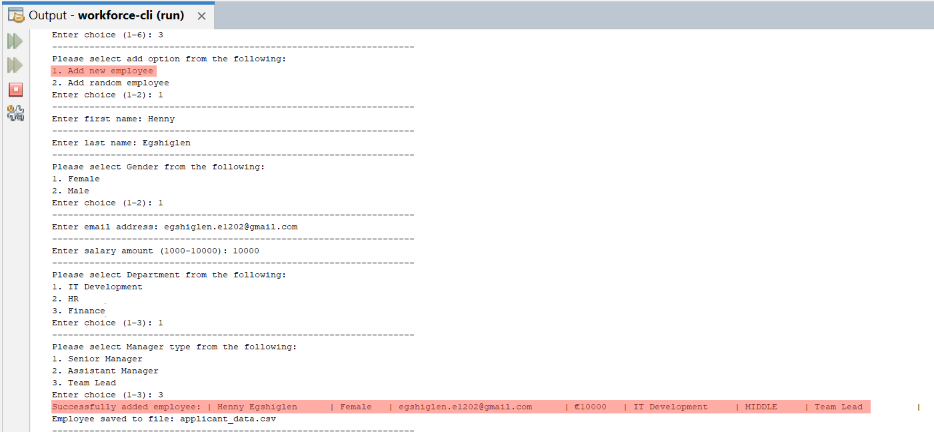 Output - workforce-cli (run) ×
Enter choice (1-6): 3
------------------------------------------------------------------------
Please select add option from the following:
1. Add new employee
2. Add random employee
Enter choice (1-2): 1
------------------------------------------------------------------------
Enter first name: Henny
------------------------------------------------------------------------
Enter last name: Egshiglen
------------------------------------------------------------------------
Please select Gender from the following:
1. Female
2. Male
Enter choice (1-2): 1
------------------------------------------------------------------------
Enter email address: egshiglen.e1202@gmail.com
------------------------------------------------------------------------
Enter salary amount (1000-10000): 10000
------------------------------------------------------------------------
Please select Department from the following:
1. IT Development
2. HR
3. Finance
Enter choice (1-3): 1
------------------------------------------------------------------------
Please select Manager type from the following:
1. Senior Manager
2. Assistant Manager
3. Team Lead
Enter choice (1-3): 3
Successfully added employee: | Henny Egshiglen | Female | egshiglen.e1202@gmail.com | €10000 | IT Development | MIDDLE | Team Lead |
Employee saved to file: applicant_data.csv
------------------------------------------------------------------------